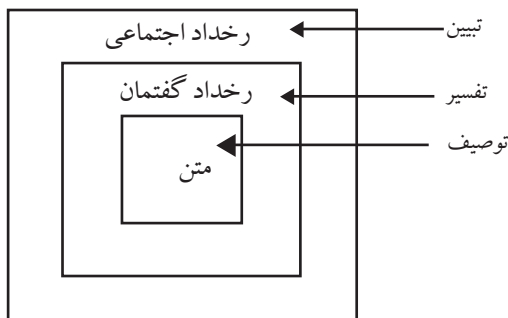 تبیین
رخداد اجتماعی
تفسیر
رخداد گفتمان
توصیف
متن